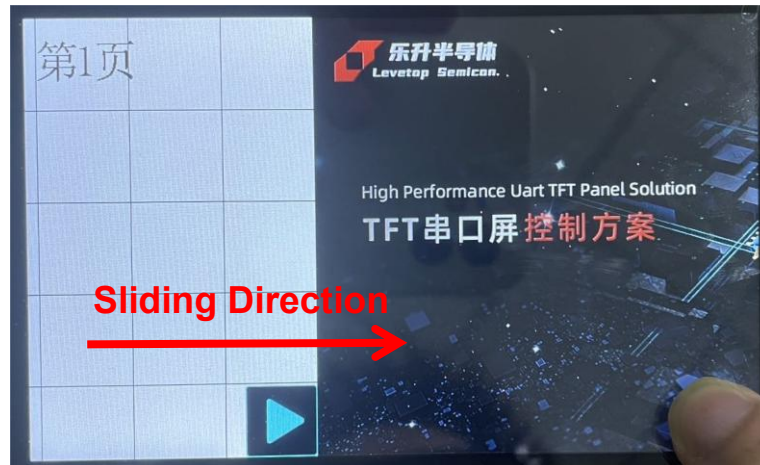 第1页
乐升半导体
Levetop Semicon.
High Performance Uart TFT Panel Solution
TFT串口屏控制方案
Sliding Direction